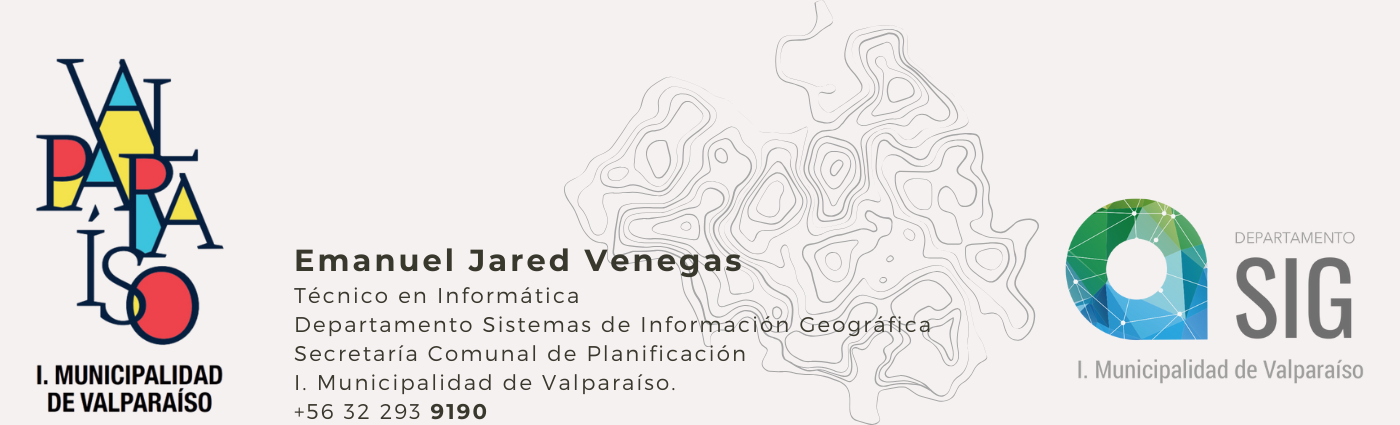 VAL
PARA
ÍSO
I. MUNICIPALIDAD
DE VALPARAÍSO
Emanuel Jared Venegas
Técnico en Informática
Departamento Sistemas de Información Geográfica
Secretaría Comunal de Planificación
I. Municipalidad de Valparaíso.
+56 32 293 9190
DEPARTAMENTO
SIG
I. Municipalidad de Valparaíso